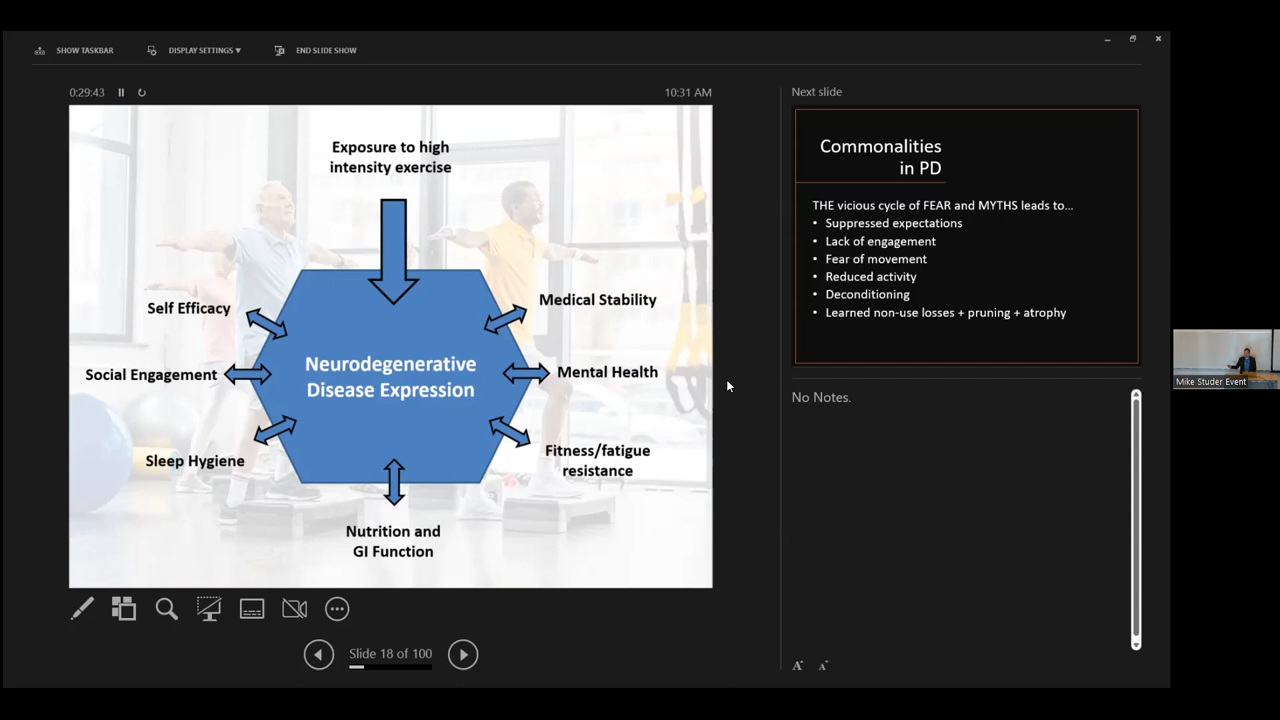 SHOW TASKBAR
DISPLAY SETTINGS ▼
END SLIDE SHOW
0:29:43
10:31 AM
Exposure to high
intensity exercise
Self Efficacy
Medical Stability
Neurodegenerative
Disease Expression
Social Engagement
Mental Health
Sleep Hygiene
Fitness/fatigue
resistance
Nutrition and
GI Function
Slide 18 of 100
Next slide
Commonalities
in PD
THE vicious cycle of FEAR and MYTHS leads to…
• Suppressed expectations
• Lack of engagement
• Fear of movement
• Reduced activity
• Deconditioning
• Learned non-use losses + pruning + atrophy
No Notes.
A A
Mike Studer Event